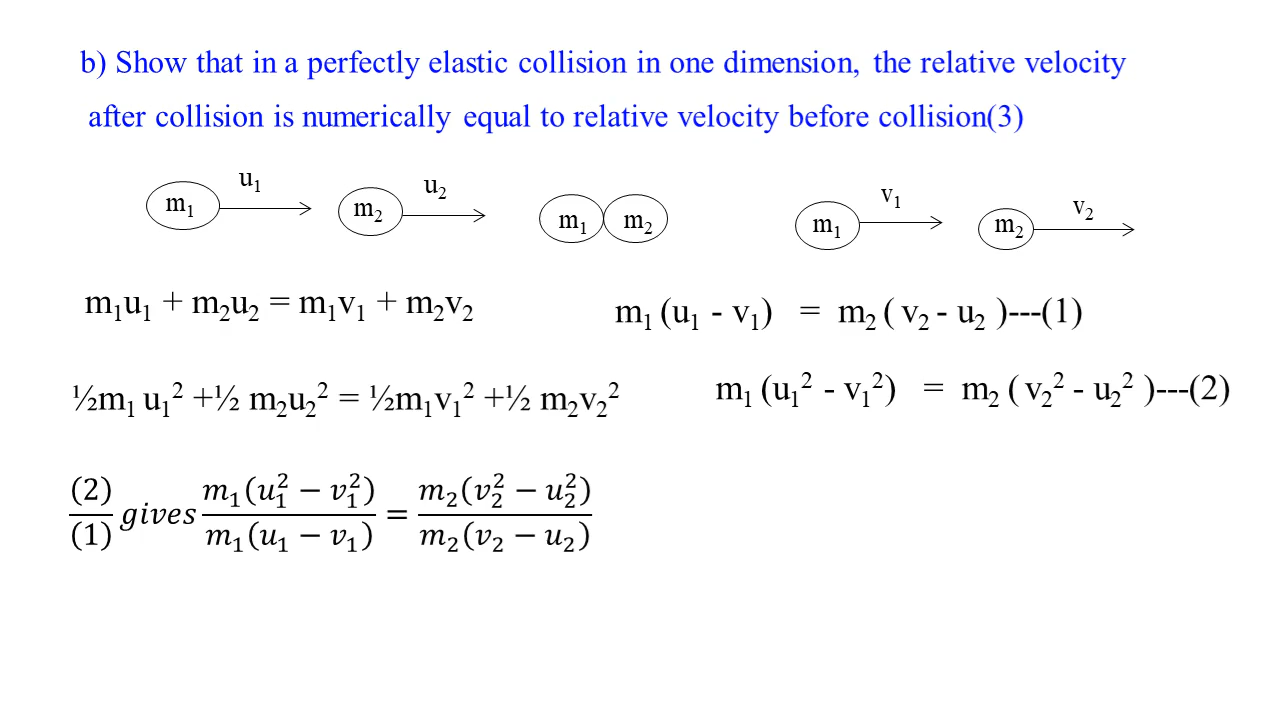 b) Show that in a perfectly elastic collision in one dimension, the relative velocity
after collision is numerically equal to relative velocity before collision(3)
m₁ u₁ m₂ u₂ m₁ m₂ m₁ v₁ m₂ v₂
m₁u₁ + m₂u₂ = m₁v₁ + m₂v₂
m₁ (u₁ - v₁) = m₂ ( v₂ - u₂ )---(1)
½m₁ u₁² +½ m₂u₂² = ½m₁v₁² +½ m₂v₂²
m₁ (u₁² - v₁²) = m₂ ( v₂² - u₂² )---(2)
(2)/(1) gives m₁(u₁² − v₁²)/m₁(u₁ − v₁) = m₂(v₂² − u₂²)/m₂(v₂ − u₂)